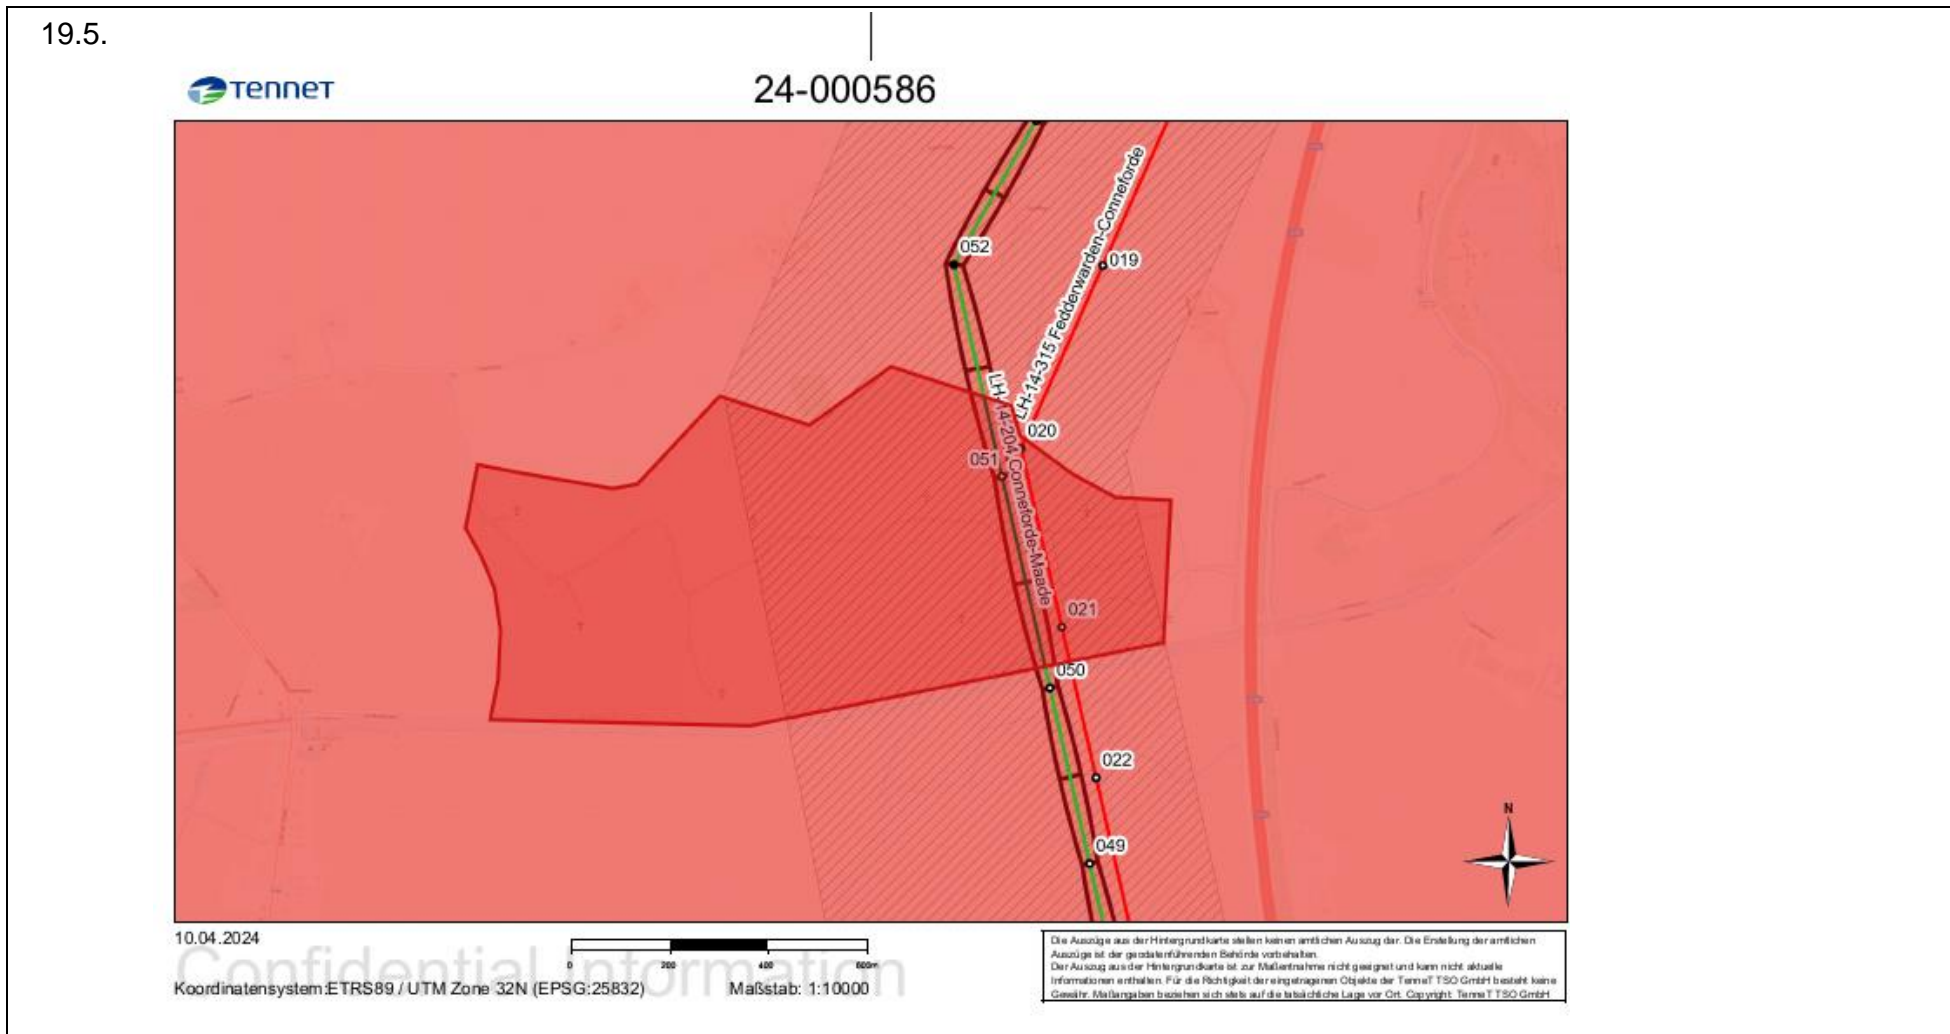 19.5.
TenneT
24-000586
052
019
LH-14-315 Fedderwarden-Conneforde
020
051
LH-14-204 Conneforde-Maade
021
050
022
049
N
10.04.2024
Confidential Information
0 200 400 600m
Koordinatensystem:ETRS89 / UTM Zone 32N (EPSG:25832)
Maßstab: 1:10000
Die Auszüge aus der Hintergrundkarte stellen keinen amtlichen Auszug dar. Die Erstellung der amtlichen
Auszüge ist der geodatenführenden Behörde vorbehalten.
Der Auszug aus der Hintergrundkarte ist zur Maßentnahme nicht geeignet und kann nicht aktuelle
Informationen enthalten. Für die Richtigkeit der eingetragenen Objekte der TenneT TSO GmbH besteht keine
Gewähr. Maßangaben beziehen sich stets auf die tatsächliche Lage vor Ort. Copyright: TenneT TSO GmbH